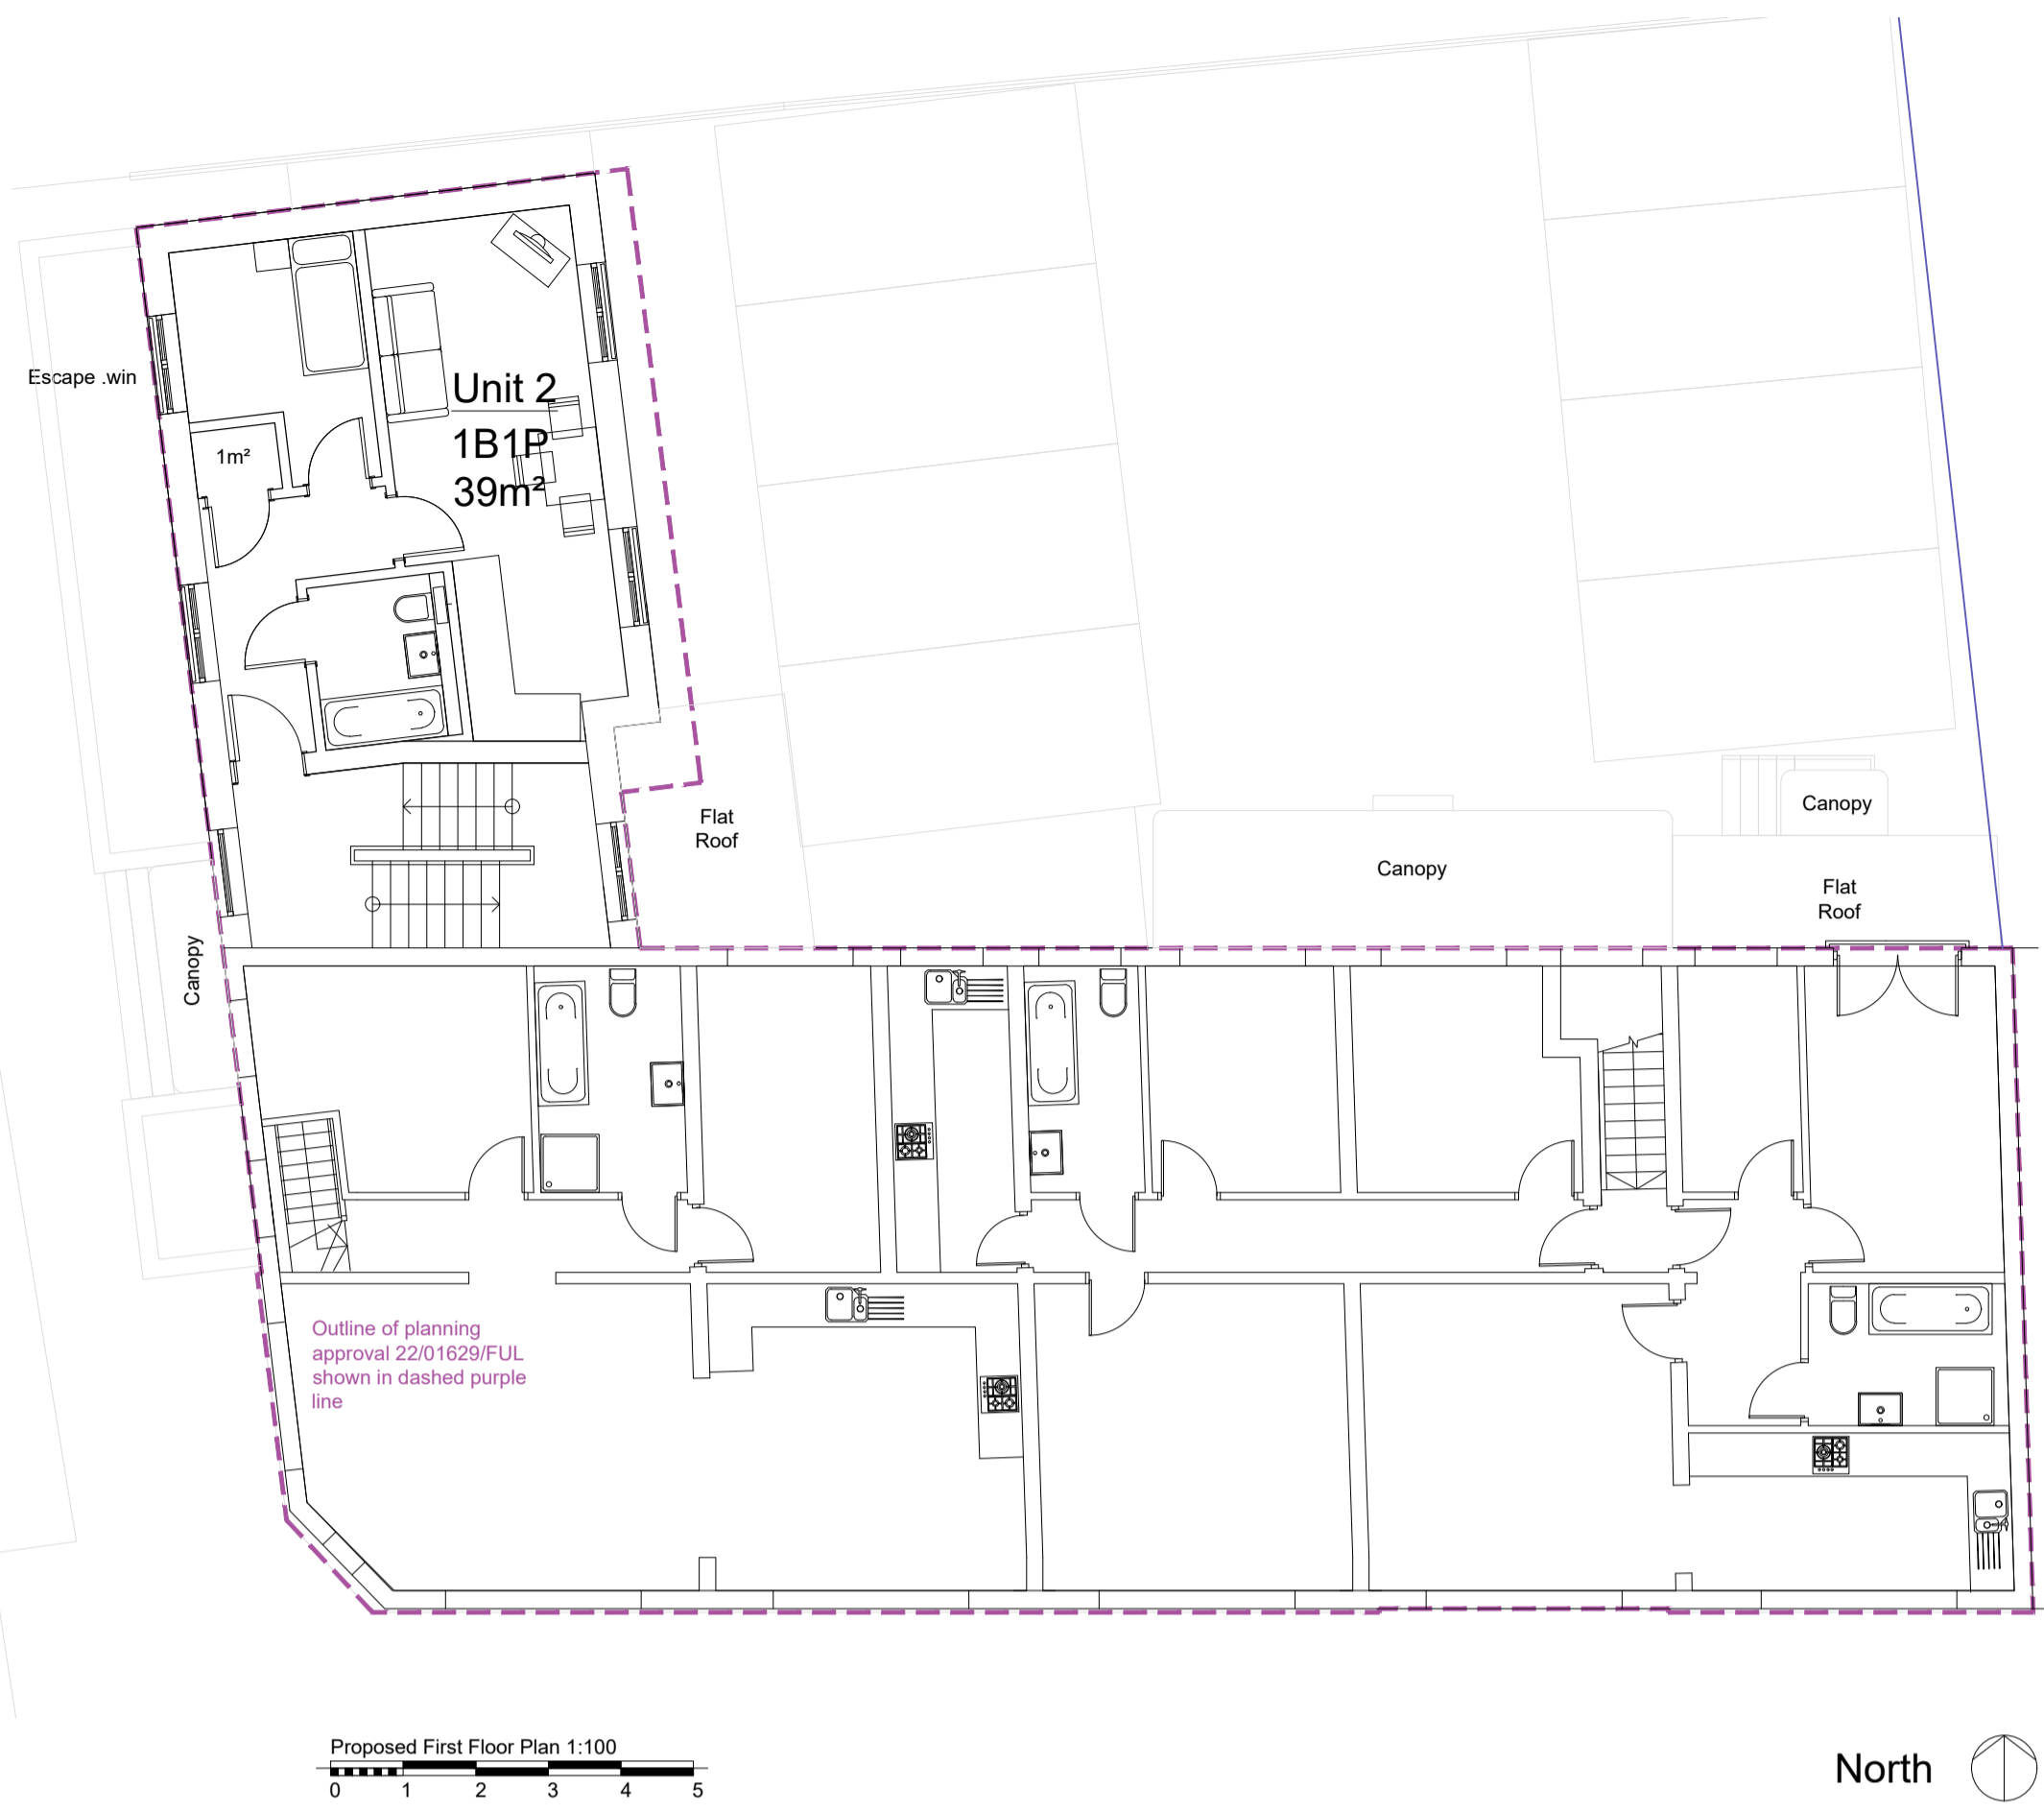 Escape .win
Unit 2
1B1P
39m²
1m²
Flat
Roof
Canopy
Canopy
Flat
Roof
Canopy
Outline of planning
approval 22/01629/FUL
shown in dashed purple
line
Proposed First Floor Plan 1:100
0 1 2 3 4 5
North